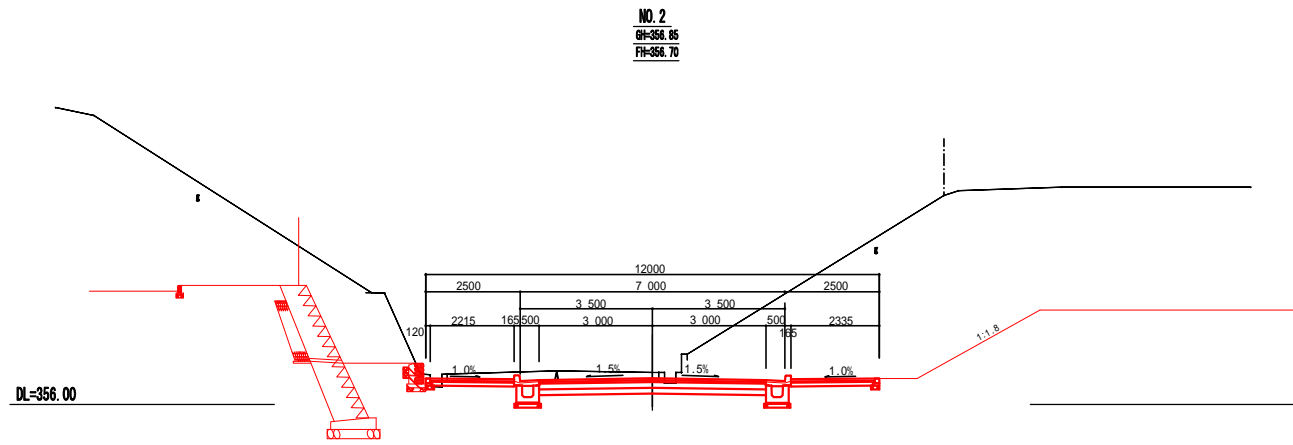 NO. 2
GH=356. 85
FH=356. 70
12000
2500 7 000 2500
3 500 3 500
120 2215 165 500 3 000 3 000 500 165 2335
1:1.8
1.0% 1.5% 1.5% 1.0%
DL=356. 00